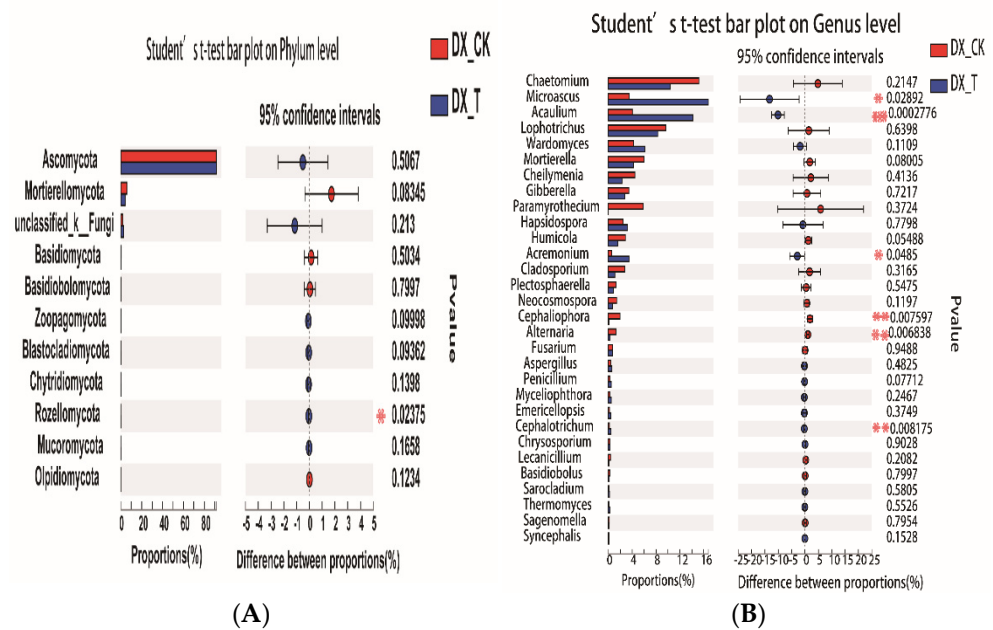 Student' s t-test bar plot on Phylum level
DX_CK
DX_T
95% confidence intervals
Ascomycota 0.5067
Mortierellomycota 0.08345
unclassified_k__Fungi 0.213
Basidiomycota 0.5034
Basidiobolomycota 0.7997
Zoopagomycota 0.09998
Blastocladiomycota 0.09362
Chytridiomycota 0.1398
Rozellomycota * 0.02375
Mucoromycota 0.1658
Olpidiomycota 0.1234
Pvalue
0 20 40 60 80 -5 -4 -3 -2 -1 0 1 2 3 4 5
Proportions(%) Difference between proportions(%)
(A)
Student' s t-test bar plot on Genus level
DX_CK
DX_T
95% confidence intervals
Chaetomium 0.2147
Microascus * 0.02892
Acaulium 0.0002776
Lophotrichus 0.6398
Wardomyces 0.1109
Mortierella 0.08005
Cheilymenia 0.4136
Gibberella 0.7217
Paramyrothecium 0.3724
Hapsidospora 0.7798
Humicola 0.05488
Acremonium * 0.0485
Cladosporium 0.3165
Plectosphaerella 0.5475
Neocosmospora 0.1197
Cephaliophora **0.007597
Alternaria **0.006838
Fusarium 0.9488
Aspergillus 0.4825
Penicillium 0.07712
Myceliophthora 0.2467
Emericellopsis 0.3749
Cephalotrichum **0.008175
Chrysosporium 0.9028
Lecanicillium 0.2082
Basidiobolus 0.7997
Sarocladium 0.5805
Thermomyces 0.5526
Sagenomella 0.7954
Syncephalis 0.1528
Pvalue
0 4 8 12 16 -20-15-10-5 0 5 10 15 20 25
Proportions(%) Difference between proportions(%)
(B)